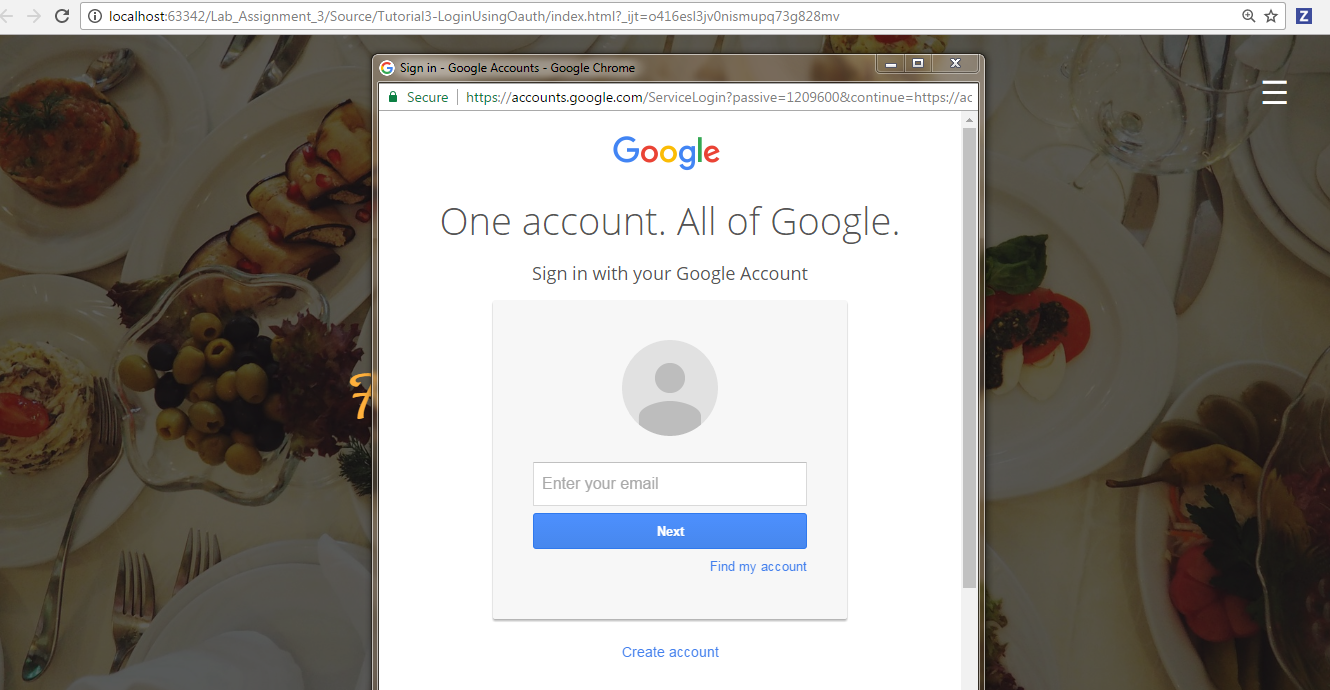 localhost:63342/Lab_Assignment_3/Source/Tutorial3-LoginUsingOauth/index.html?_ijt=o416esl3jv0nismupq73g828mv
Z
Sign in - Google Accounts - Google Chrome
Secure
https://accounts.google.com/ServiceLogin?passive=1209600&continue=https://ac
Google
One account. All of Google.
Sign in with your Google Account
Enter your email
Next
Find my account
Create account